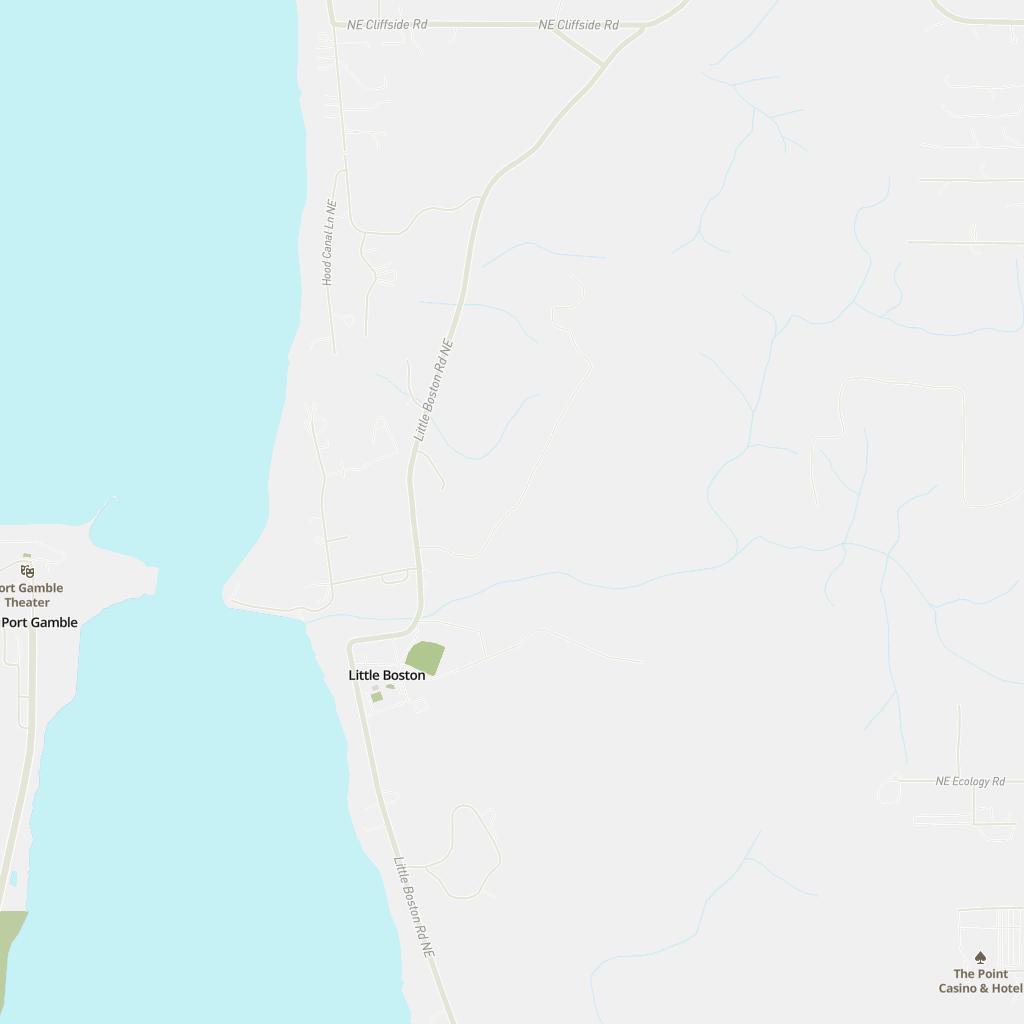 NE Cliffside Rd
NE Cliffside Rd
Hood Canal Ln NE
Little Boston Rd NE
ort Gamble
Theater
Port Gamble
Little Boston
NE Ecology Rd
Little Boston Rd NE
The Point
Casino & Hotel